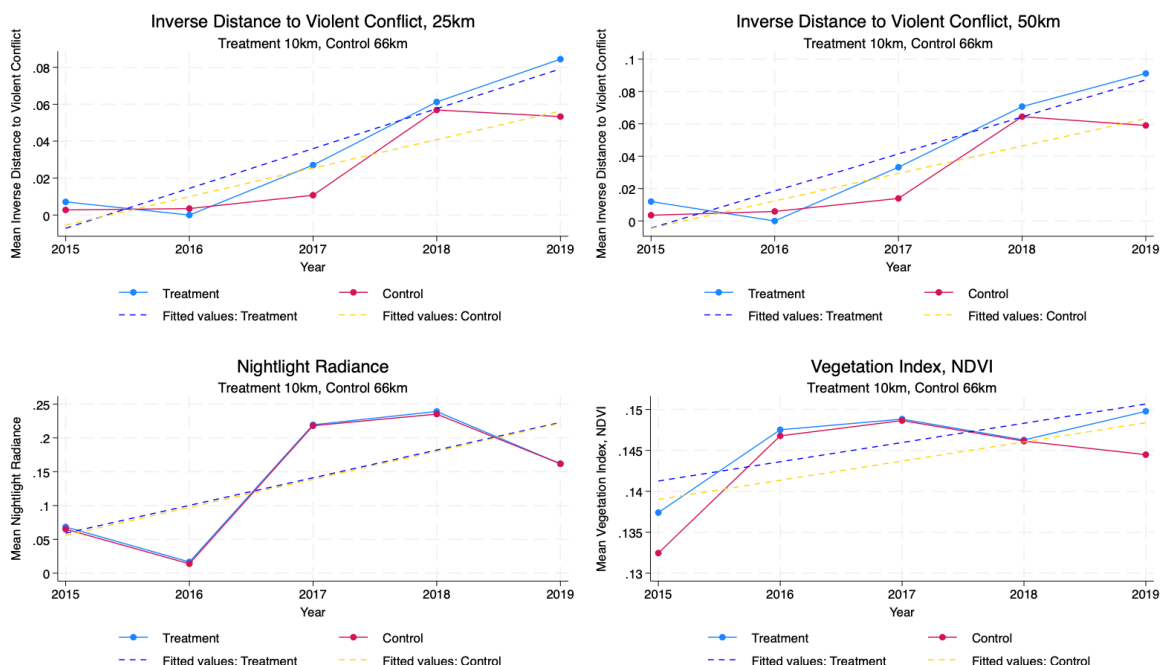 Inverse Distance to Violent Conflict, 25km
Treatment 10km, Control 66km
Mean Inverse Distance to Violent Conflict
.08
.06
.04
.02
0
2015 2016 2017 2018 2019
Year
Treatment Control
Fitted values: Treatment Fitted values: Control
Inverse Distance to Violent Conflict, 50km
Treatment 10km, Control 66km
Mean Inverse Distance to Violent Conflict
.1
.08
.06
.04
.02
0
2015 2016 2017 2018 2019
Year
Treatment Control
Fitted values: Treatment Fitted values: Control
Nightlight Radiance
Treatment 10km, Control 66km
Mean Nightlight Radiance
.25
.2
.15
.1
.05
0
2015 2016 2017 2018 2019
Year
Treatment Control
Fitted values: Treatment Fitted values: Control
Vegetation Index, NDVI
Treatment 10km, Control 66km
Mean Vegetation Index, NDVI
.15
.145
.14
.135
.13
2015 2016 2017 2018 2019
Year
Treatment Control
Fitted values: Treatment Fitted values: Control